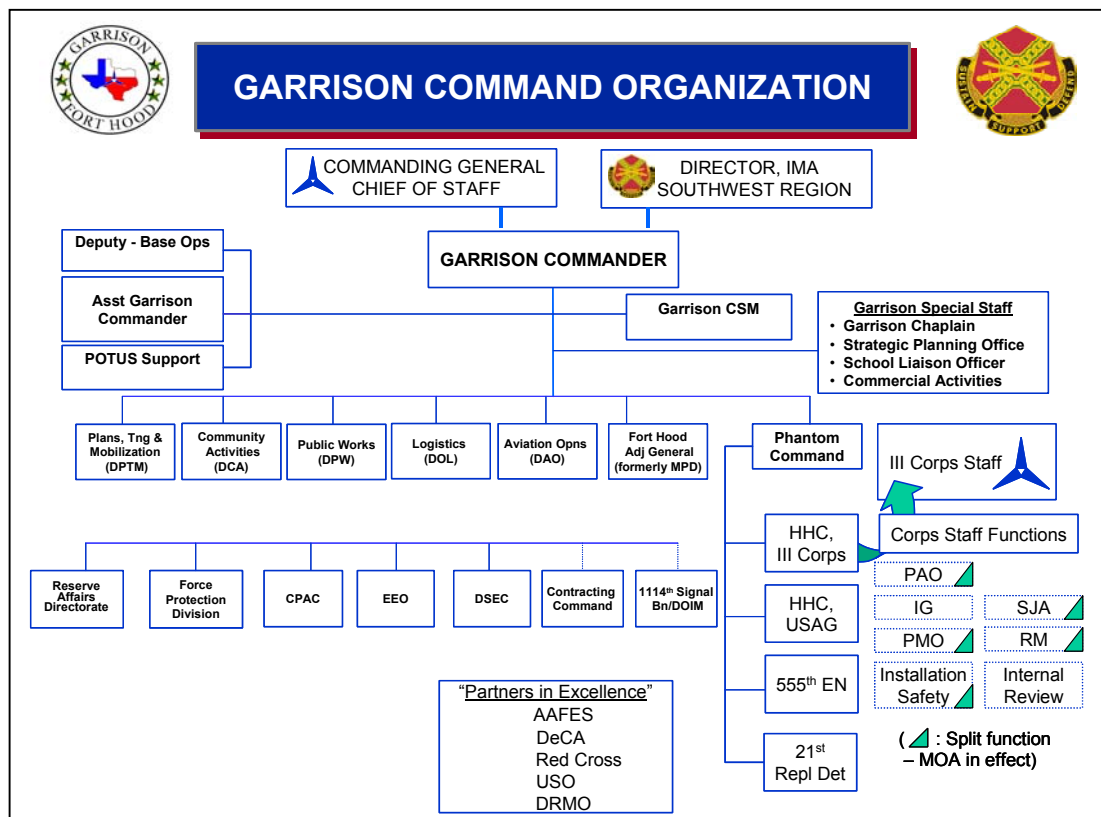 GARRISON
FORT HOOD
GARRISON COMMAND ORGANIZATION
SUSTAIN SUPPORT DEFEND
COMMANDING GENERAL
CHIEF OF STAFF
DIRECTOR, IMA
SOUTHWEST REGION
GARRISON COMMANDER
Deputy - Base Ops
Asst Garrison
Commander
POTUS Support
Garrison CSM
Garrison Special Staff
• Garrison Chaplain
• Strategic Planning Office
• School Liaison Officer
• Commercial Activities
Plans, Tng &
Mobilization
(DPTM)
Community
Activities
(DCA)
Public Works
(DPW)
Logistics
(DOL)
Aviation Opns
(DAO)
Fort Hood
Adj General
(formerly MPD)
Phantom
Command
III Corps Staff
HHC,
III Corps
Corps Staff Functions
Reserve
Affairs
Directorate
Force
Protection
Division
CPAC
EEO
DSEC
Contracting
Command
1114th Signal
Bn/DOIM
PAO
IG
SJA
HHC,
USAG
PMO
RM
555th EN
Installation
Safety
Internal
Review
21st
Repl Det
( : Split function
– MOA in effect)
“Partners in Excellence”
AAFES
DeCA
Red Cross
USO
DRMO